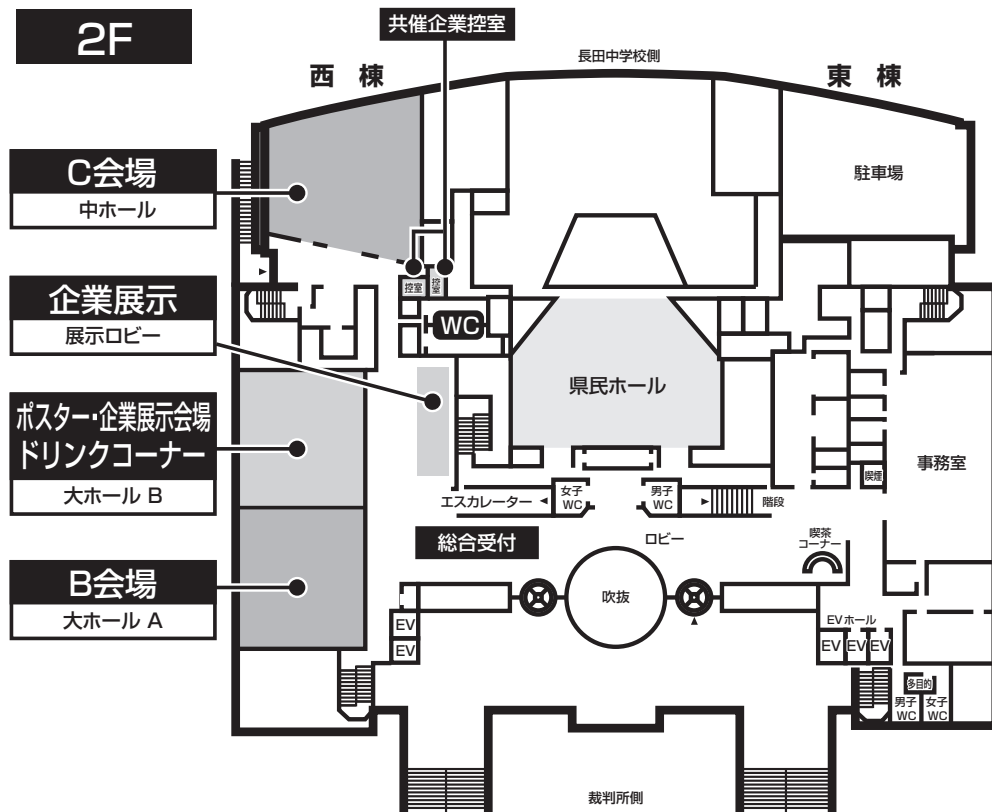 2F
共催企業控室
長田中学校側
西 棟
東 棟
C会場
中ホール
駐車場
控室
控室
企業展示
展示ロビー
WC
県民ホール
ポスター・企業展示会場
ドリンクコーナー
大ホール B
事務室
喫煙
エスカレーター
女子
WC
男子
WC
階段
総合受付
ロビー
喫茶
コーナー
B会場
大ホール A
吹抜
EV
EV
EVホール
EV
EV
EV
多目的
男子
WC
女子
WC
裁判所側